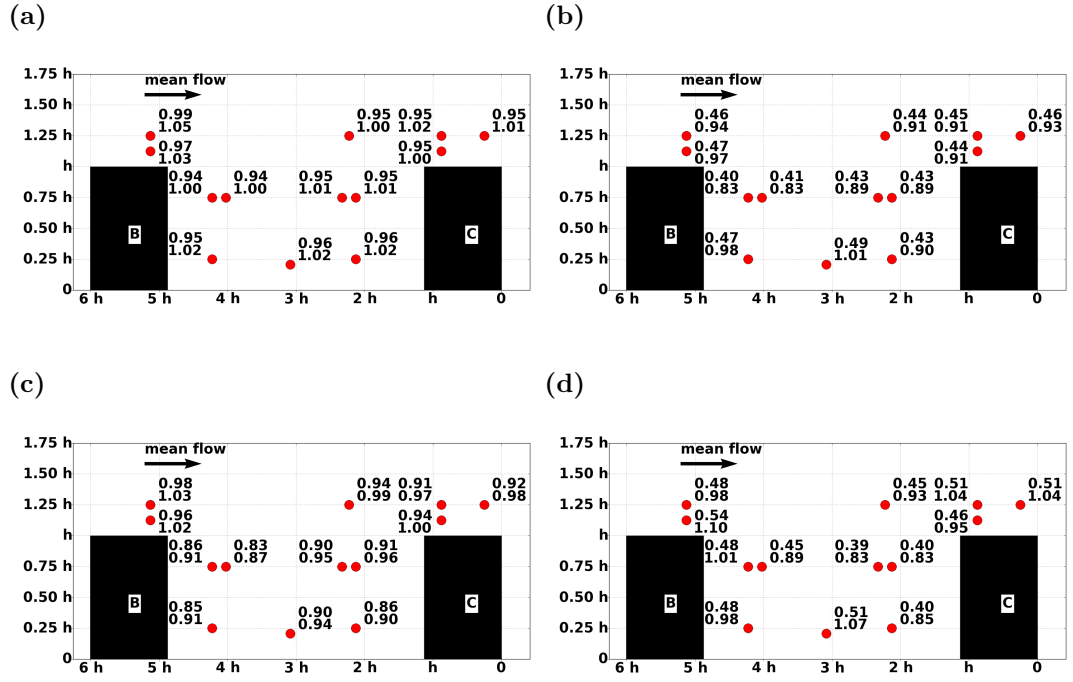 (a)
(b)
1.75 h
mean flow
1.50 h
0.99
0.95
0.95
0.95
1.25 h
1.05
1.00
1.02
1.01
0.97
0.95
h
1.03
1.00
0.94
0.94
0.95
0.95
1.00
1.00
1.01
1.01
0.75 h
0.50 h
B
C
0.95
0.96
0.96
1.02
1.02
1.02
0.25 h
0
6 h
5 h
4 h
3 h
2 h
h
0
1.75 h
mean flow
1.50 h
0.46
0.44
0.45
0.46
1.25 h
0.94
0.91
0.91
0.93
0.47
0.44
h
0.97
0.91
0.40
0.41
0.43
0.43
0.83
0.83
0.89
0.89
0.75 h
0.50 h
B
C
0.47
0.49
0.43
0.98
1.01
0.90
0.25 h
0
6 h
5 h
4 h
3 h
2 h
h
0
(c)
(d)
1.75 h
mean flow
1.50 h
0.98
0.94
0.91
0.92
1.25 h
1.03
0.99
0.97
0.98
0.96
0.94
h
1.02
1.00
0.86
0.83
0.90
0.91
0.91
0.87
0.95
0.96
0.75 h
0.50 h
B
C
0.85
0.90
0.86
0.91
0.94
0.90
0.25 h
0
6 h
5 h
4 h
3 h
2 h
h
0
1.75 h
mean flow
1.50 h
0.48
0.45
0.51
0.51
1.25 h
0.98
0.93
1.04
1.04
0.54
0.46
h
1.10
0.95
0.48
0.45
0.39
0.40
1.01
0.89
0.83
0.83
0.75 h
0.50 h
B
C
0.48
0.51
0.40
0.98
1.07
0.85
0.25 h
0
6 h
5 h
4 h
3 h
2 h
h
0